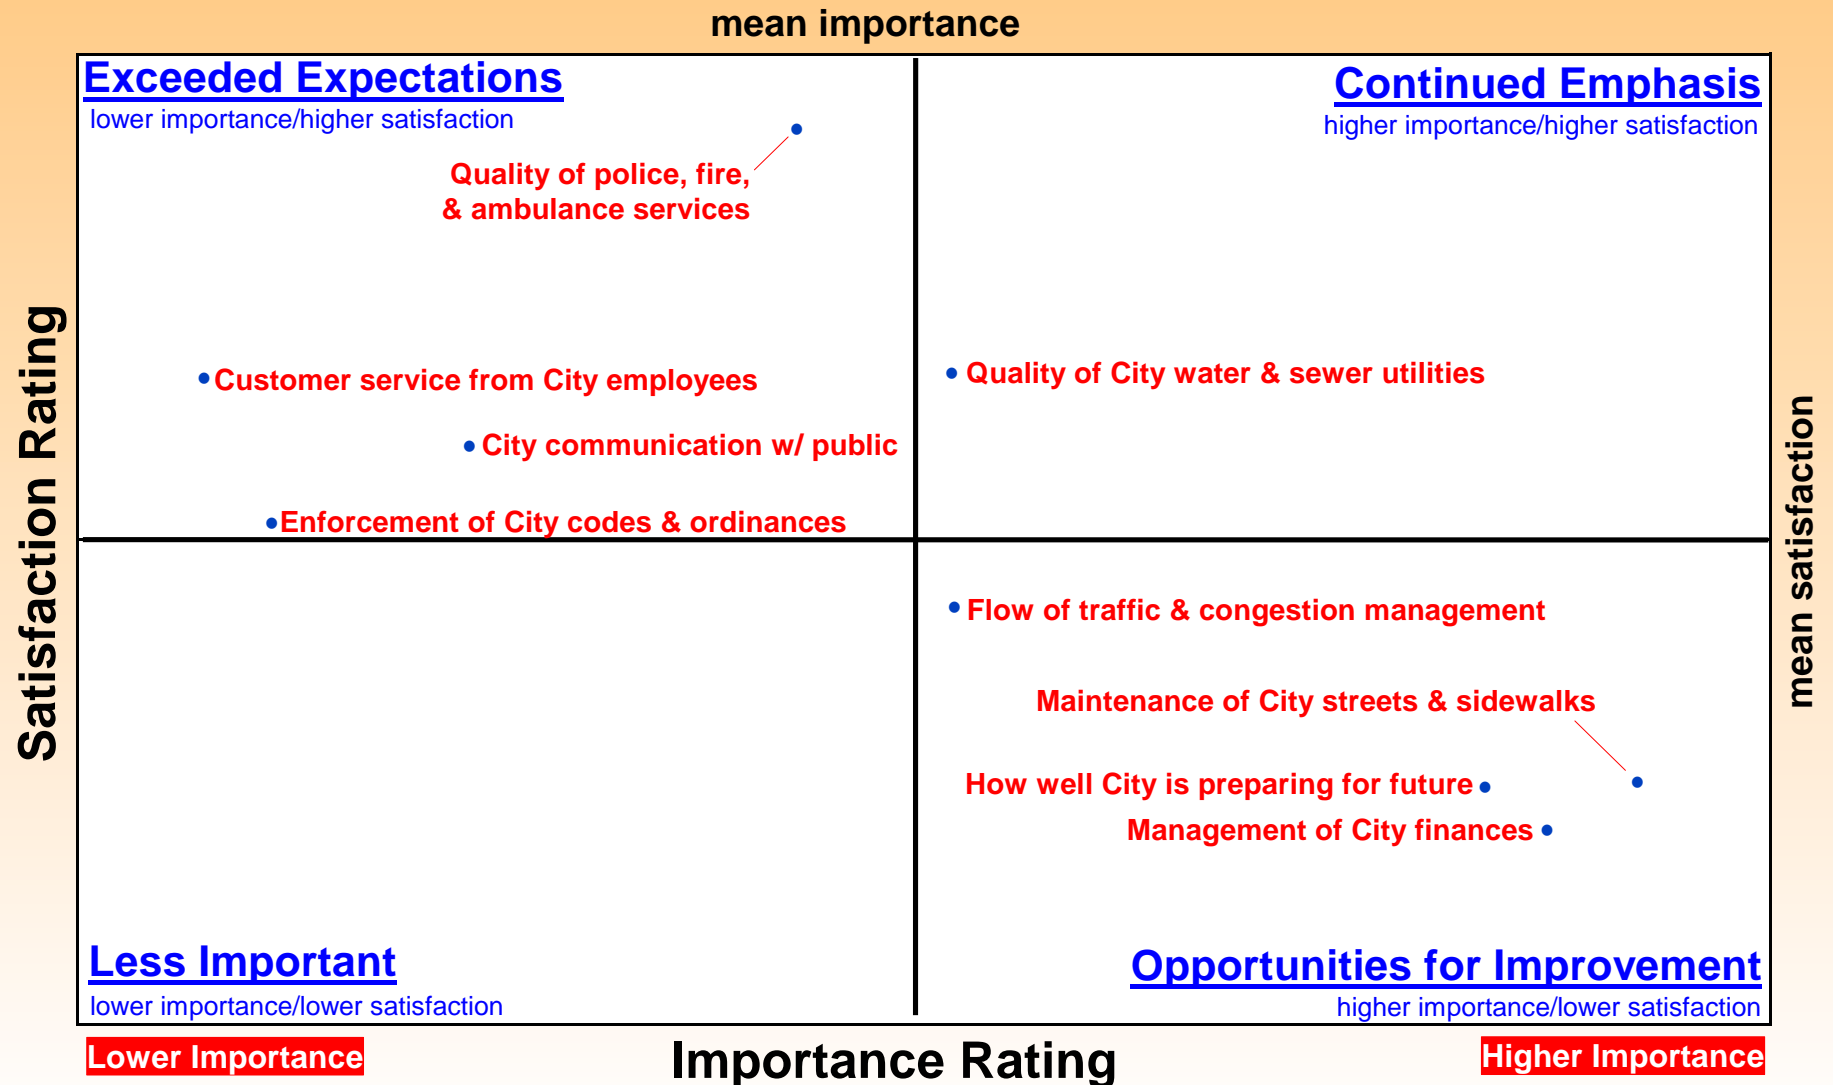 mean importance
Exceeded Expectations
lower importance/higher satisfaction
Continued Emphasis
higher importance/higher satisfaction
Quality of police, fire,
& ambulance services
Customer service from City employees
Quality of City water & sewer utilities
City communication w/ public
Enforcement of City codes & ordinances
Satisfaction Rating
mean satisfaction
Flow of traffic & congestion management
Maintenance of City streets & sidewalks
How well City is preparing for future
Management of City finances
Less Important
lower importance/lower satisfaction
Opportunities for Improvement
higher importance/lower satisfaction
Lower Importance
Importance Rating
Higher Importance